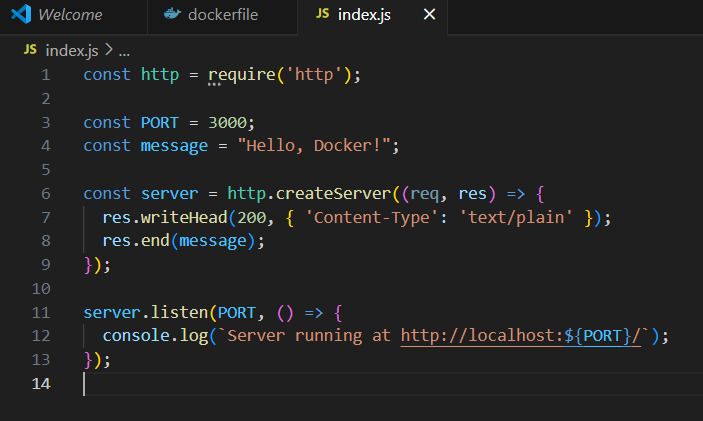 Welcome dockerfile JS index.js ×
JS index.js > ...
1 const http = require('http');
2
3 const PORT = 3000;
4 const message = "Hello, Docker!";
5
6 const server = http.createServer((req, res) => {
7   res.writeHead(200, { 'Content-Type': 'text/plain' });
8   res.end(message);
9 });
10
11 server.listen(PORT, () => {
12   console.log(`Server running at http://localhost:${PORT}/`);
13 });
14